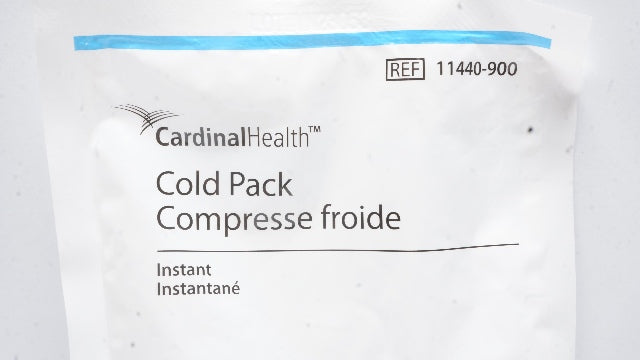 REF 11440-900
CardinalHealth™
Cold Pack
Compresse froide
Instant
Instantané